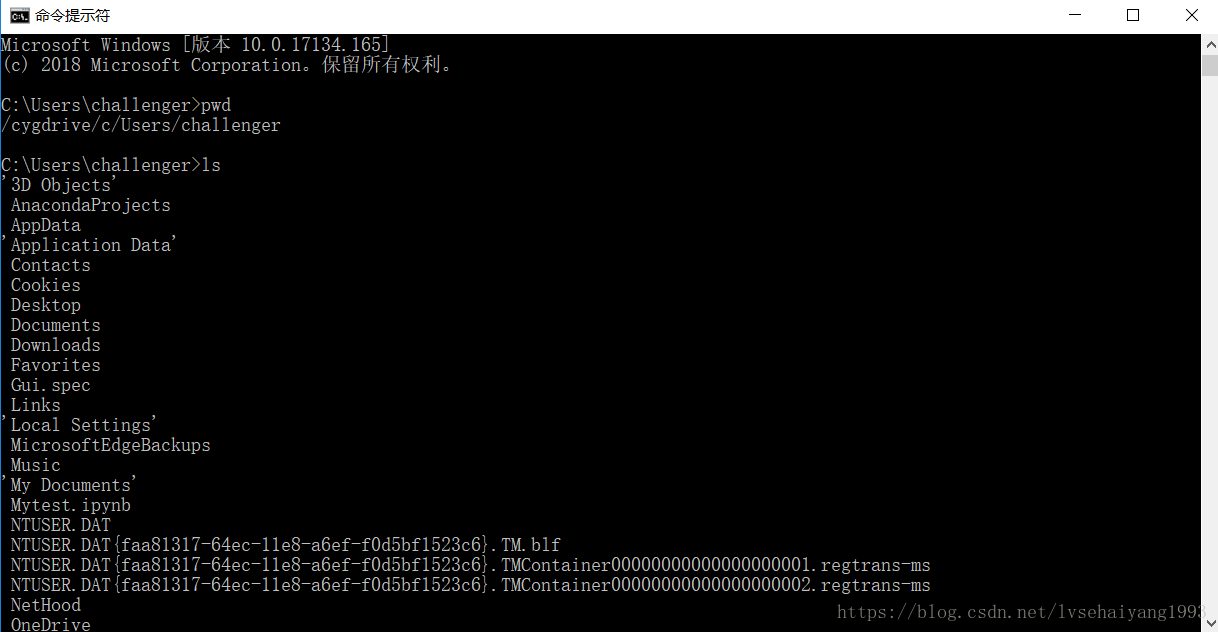 命令提示符
Microsoft Windows [版本 10.0.17134.165]
(c) 2018 Microsoft Corporation。保留所有权利。
C:\Users\challenger>pwd
/cygdrive/c/Users/challenger
C:\Users\challenger>ls
'3D Objects'
AnacondaProjects
AppData
'Application Data'
Contacts
Cookies
Desktop
Documents
Downloads
Favorites
Gui.spec
Links
'Local Settings'
MicrosoftEdgeBackups
Music
'My Documents'
Mytest.ipynb
NTUSER.DAT
NTUSER.DAT{faa81317-64ec-11e8-a6ef-f0d5bf1523c6}.TM.blf
NTUSER.DAT{faa81317-64ec-11e8-a6ef-f0d5bf1523c6}.TMContainer00000000000000000001.regtrans-ms
NTUSER.DAT{faa81317-64ec-11e8-a6ef-f0d5bf1523c6}.TMContainer00000000000000000002.regtrans-ms
NetHood
OneDrive
https://blog.csdn.net/lvsehaiyang1993